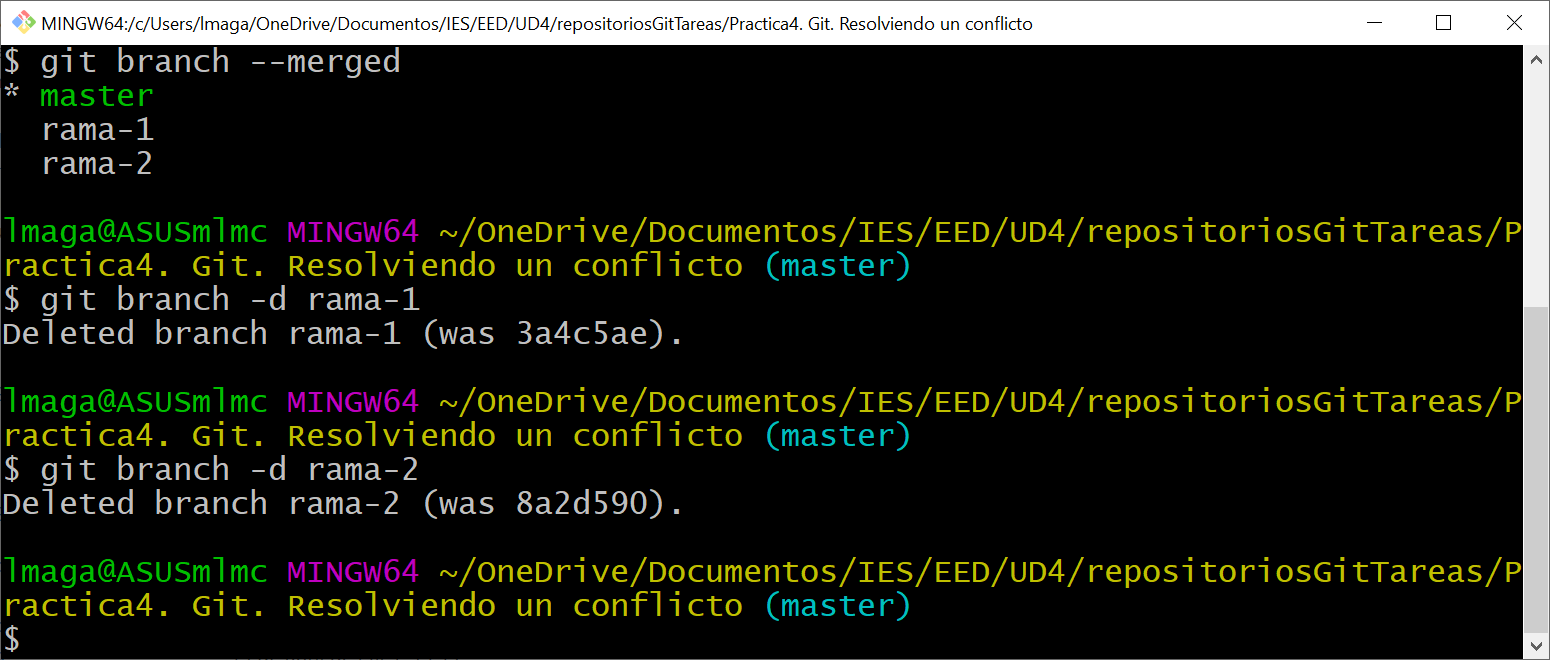 MINGW64:/c/Users/lmaga/OneDrive/Documentos/IES/EED/UD4/repositoriosGitTareas/Practica4. Git. Resolviendo un conflicto
$ git branch --merged
* master
  rama-1
  rama-2
lmaga@ASUSmlmc MINGW64 ~/OneDrive/Documentos/IES/EED/UD4/repositoriosGitTareas/P
ractica4. Git. Resolviendo un conflicto (master)
$ git branch -d rama-1
Deleted branch rama-1 (was 3a4c5ae).
lmaga@ASUSmlmc MINGW64 ~/OneDrive/Documentos/IES/EED/UD4/repositoriosGitTareas/P
ractica4. Git. Resolviendo un conflicto (master)
$ git branch -d rama-2
Deleted branch rama-2 (was 8a2d590).
lmaga@ASUSmlmc MINGW64 ~/OneDrive/Documentos/IES/EED/UD4/repositoriosGitTareas/P
ractica4. Git. Resolviendo un conflicto (master)
$